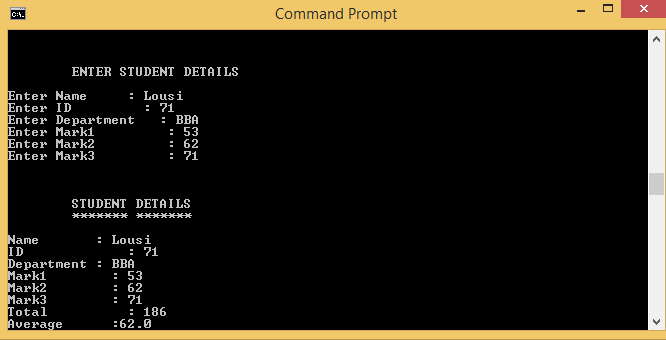 C:\.
Command Prompt
ENTER STUDENT DETAILS
Enter Name : Lousi
Enter ID : 71
Enter Department : BBA
Enter Mark1 : 53
Enter Mark2 : 62
Enter Mark3 : 71
STUDENT DETAILS
******* *******
Name : Lousi
ID : 71
Department : BBA
Mark1 : 53
Mark2 : 62
Mark3 : 71
Total : 186
Average :62.0